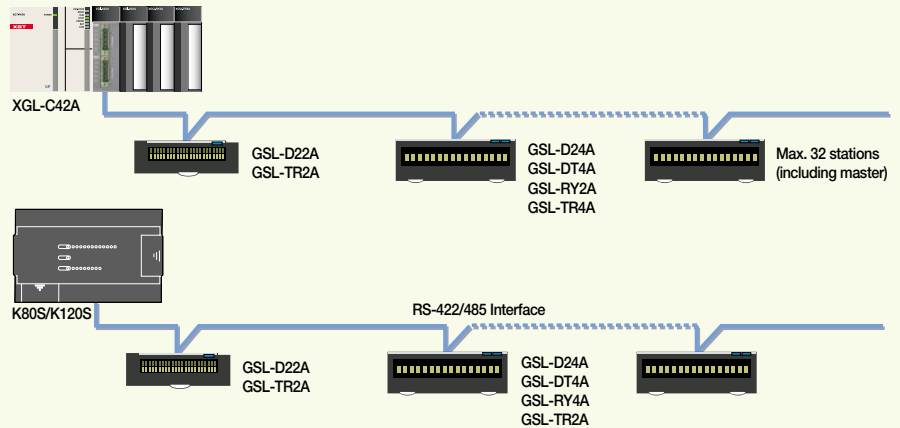 XGL-C42A
GSL-D22A
GSL-TR2A
GSL-D24A
GSL-DT4A
GSL-RY2A
GSL-TR4A
Max. 32 stations
(including master)
K80S/K120S
RS-422/485 Interface
GSL-D22A
GSL-TR2A
GSL-D24A
GSL-DT4A
GSL-RY4A
GSL-TR2A